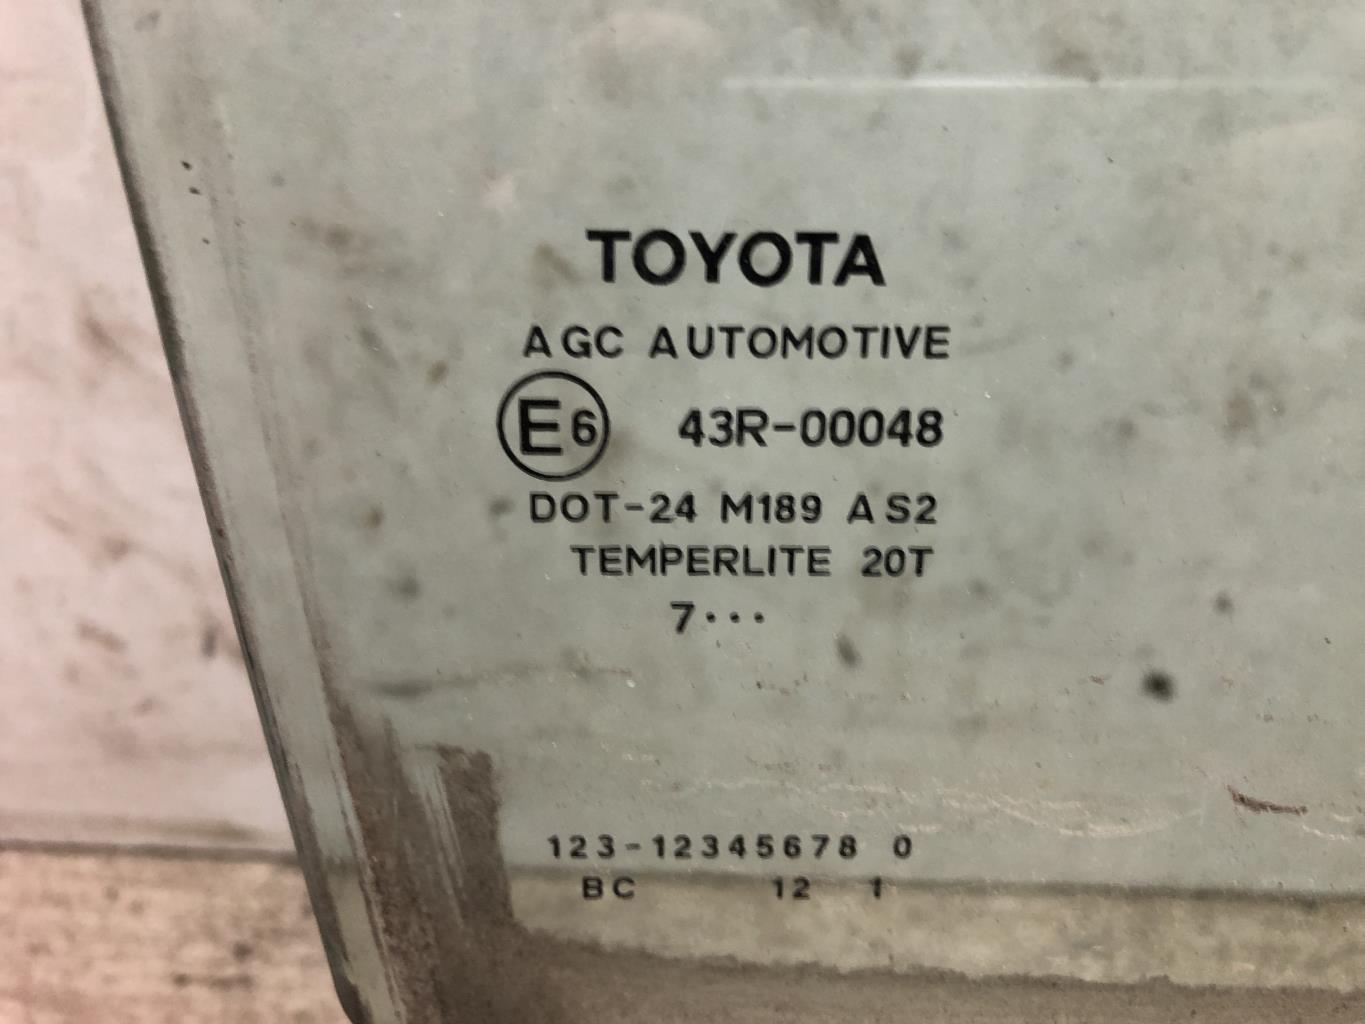 TOYOTA
AGC AUTOMOTIVE
E6 43R-00048
DOT-24 M189 AS2
TEMPERLITE 20T
7···
123-12345678 0
BC 12 1